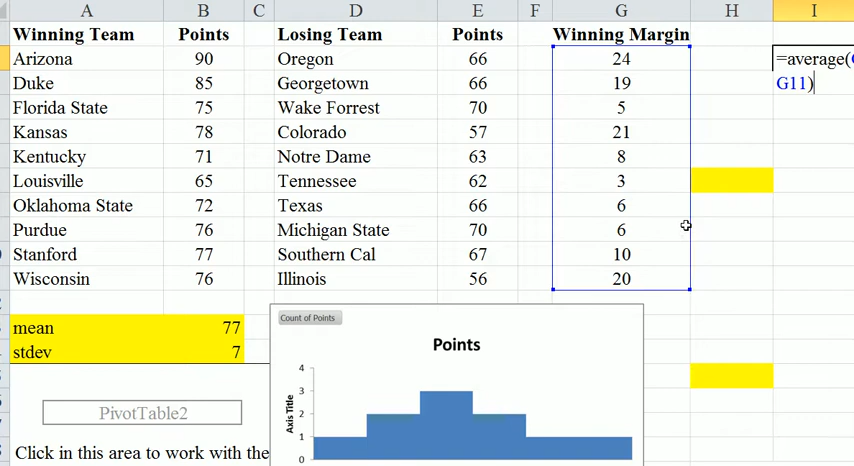 A B C D E F G H I
Winning Team Points Losing Team Points Winning Margin
Arizona 90 Oregon 66 24 =average(
Duke 85 Georgetown 66 19 G11)
Florida State 75 Wake Forrest 70 5
Kansas 78 Colorado 57 21
Kentucky 71 Notre Dame 63 8
Louisville 65 Tennessee 62 3
Oklahoma State 72 Texas 66 6
Purdue 76 Michigan State 70 6
Stanford 77 Southern Cal 67 10
Wisconsin 76 Illinois 56 20
mean 77
stdev 7
PivotTable2
Click in this area to work with the
Count of Points
Points
Axis Title
4
3
2
1
0